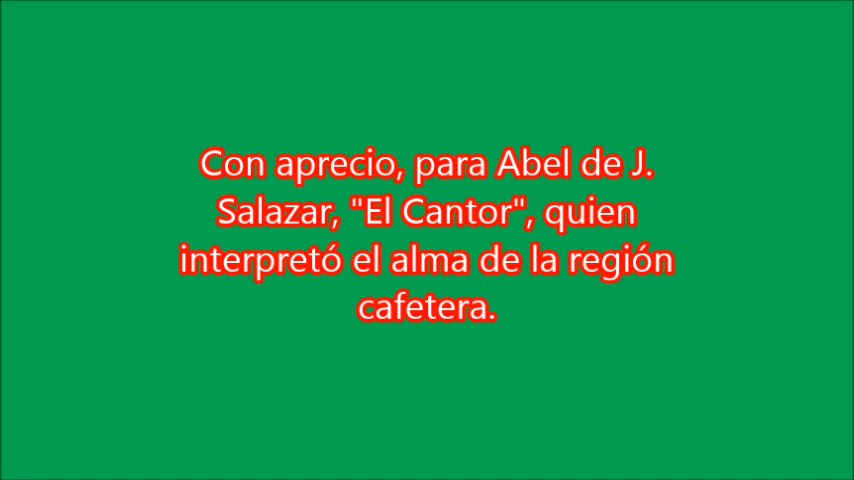 Con aprecio, para Abel de J.
Salazar, "El Cantor", quien
interpretó el alma de la región
cafetera.